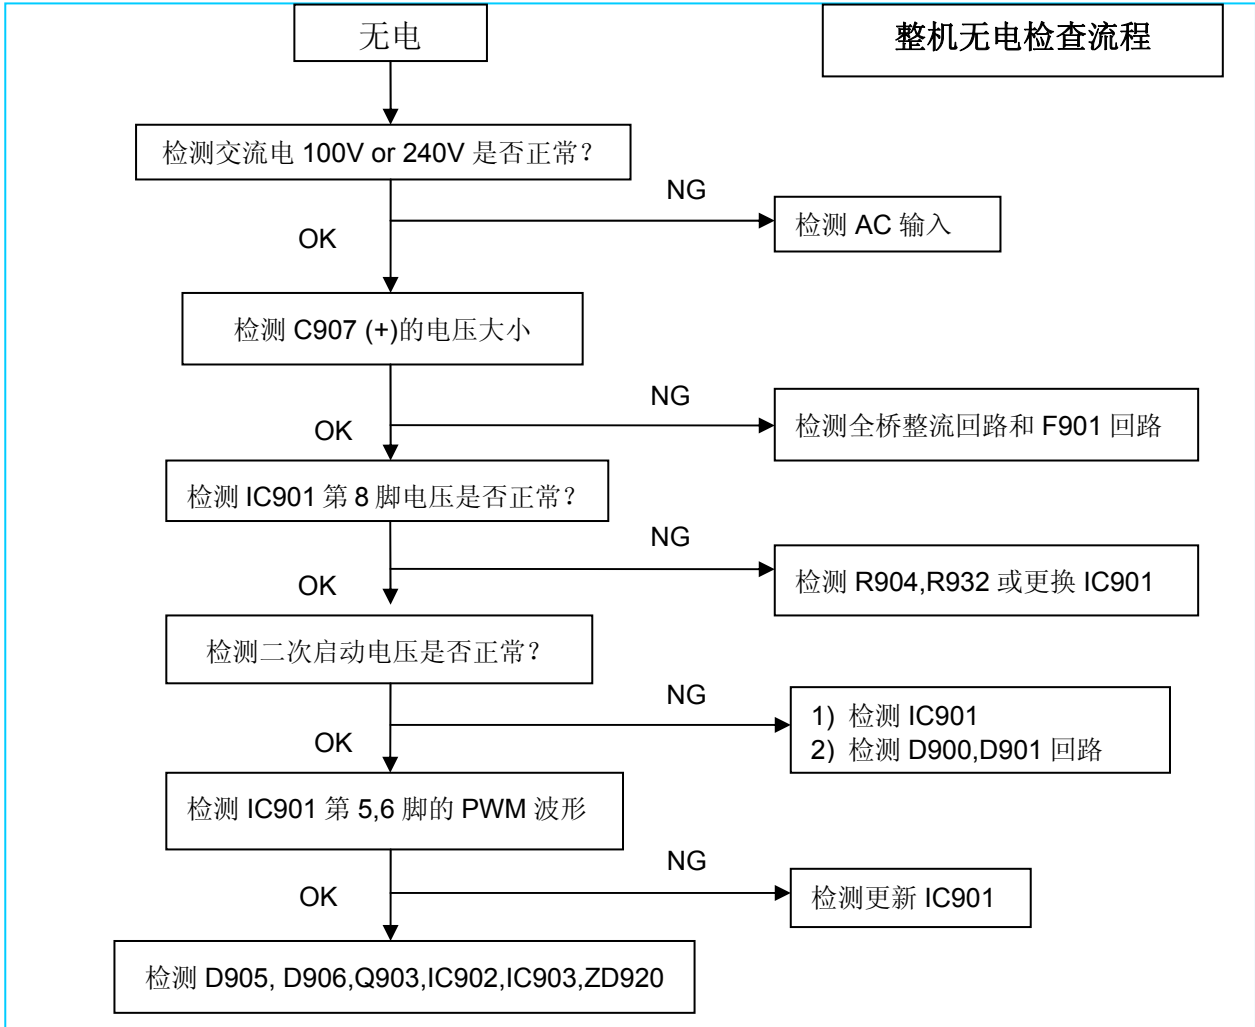 无电
整机无电检查流程
检测交流电 100V or 240V 是否正常?
NG
检测 AC 输入
OK
检测 C907 (+)的电压大小
NG
检测全桥整流回路和 F901 回路
OK
检测 IC901 第 8 脚电压是否正常?
NG
检测 R904,R932 或更换 IC901
OK
检测二次启动电压是否正常?
NG
1) 检测 IC901
2) 检测 D900,D901 回路
OK
检测 IC901 第 5,6 脚的 PWM 波形
NG
检测更新 IC901
OK
检测 D905, D906,Q903,IC902,IC903,ZD920